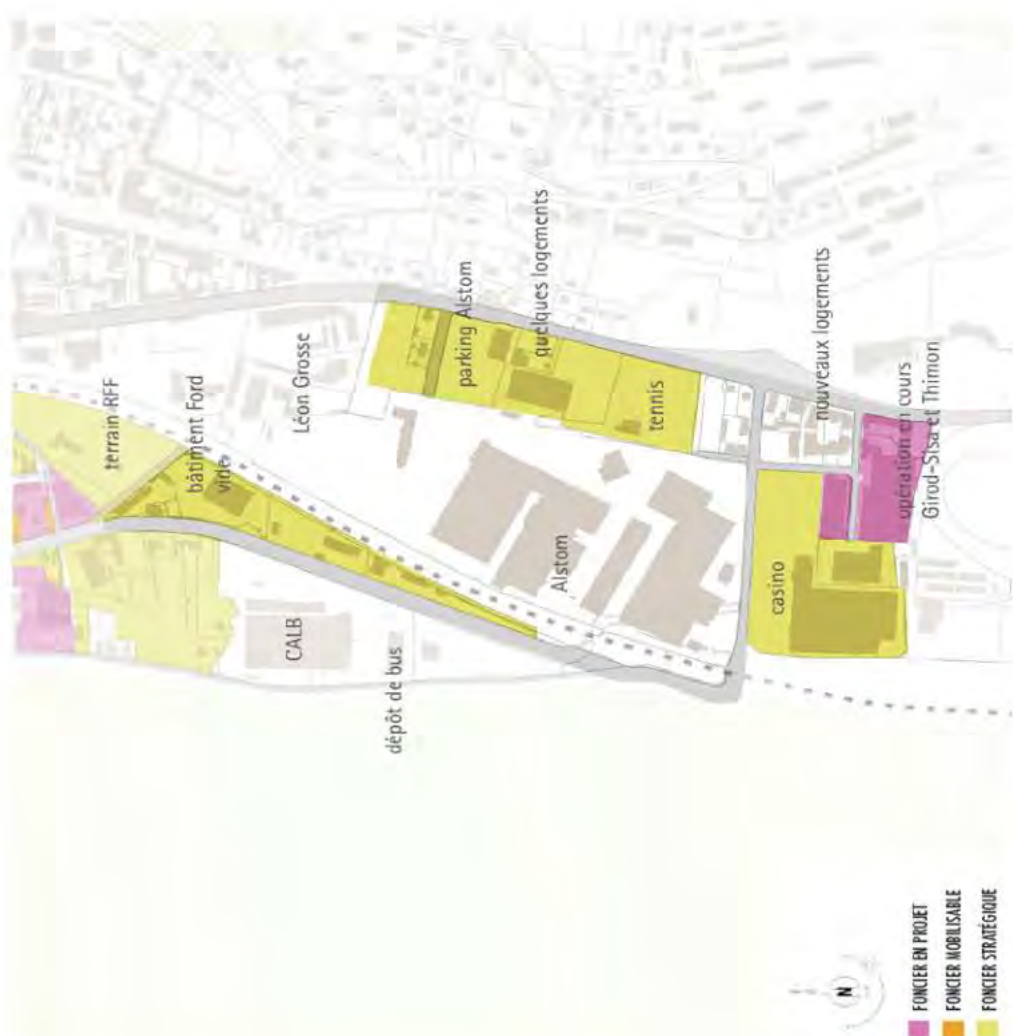 terrain RFF
bâtiment Ford
vide
Léon Grosse
parking Alstom
quelques logements
CALB
dépôt de bus
Alstom
tennis
casino
nouveaux logements
opération en cours
Girod-Sisa et Thimon
N
FONCIER EN PROJET
FONCIER MOBILISABLE
FONCIER STRATÉGIQUE